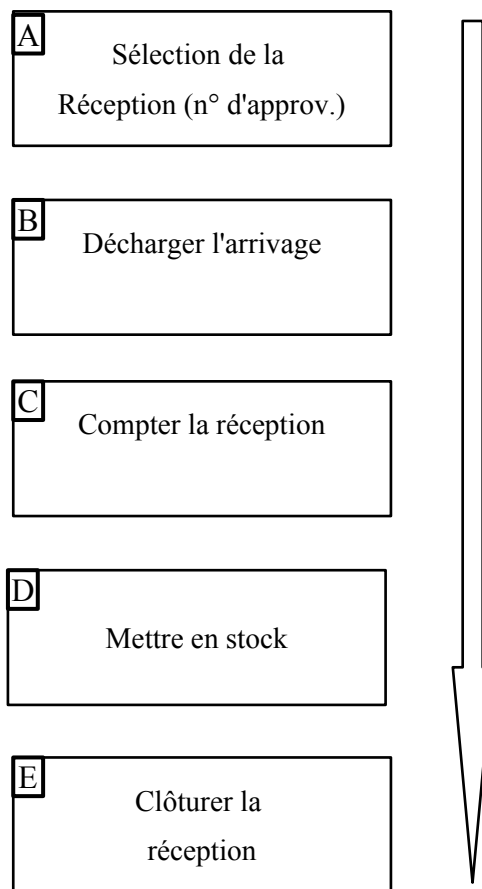 A
Sélection de la
Réception (n° d'approv.)
B
Décharger l'arrivage
C
Compter la réception
D
Mettre en stock
E
Clôturer la
réception